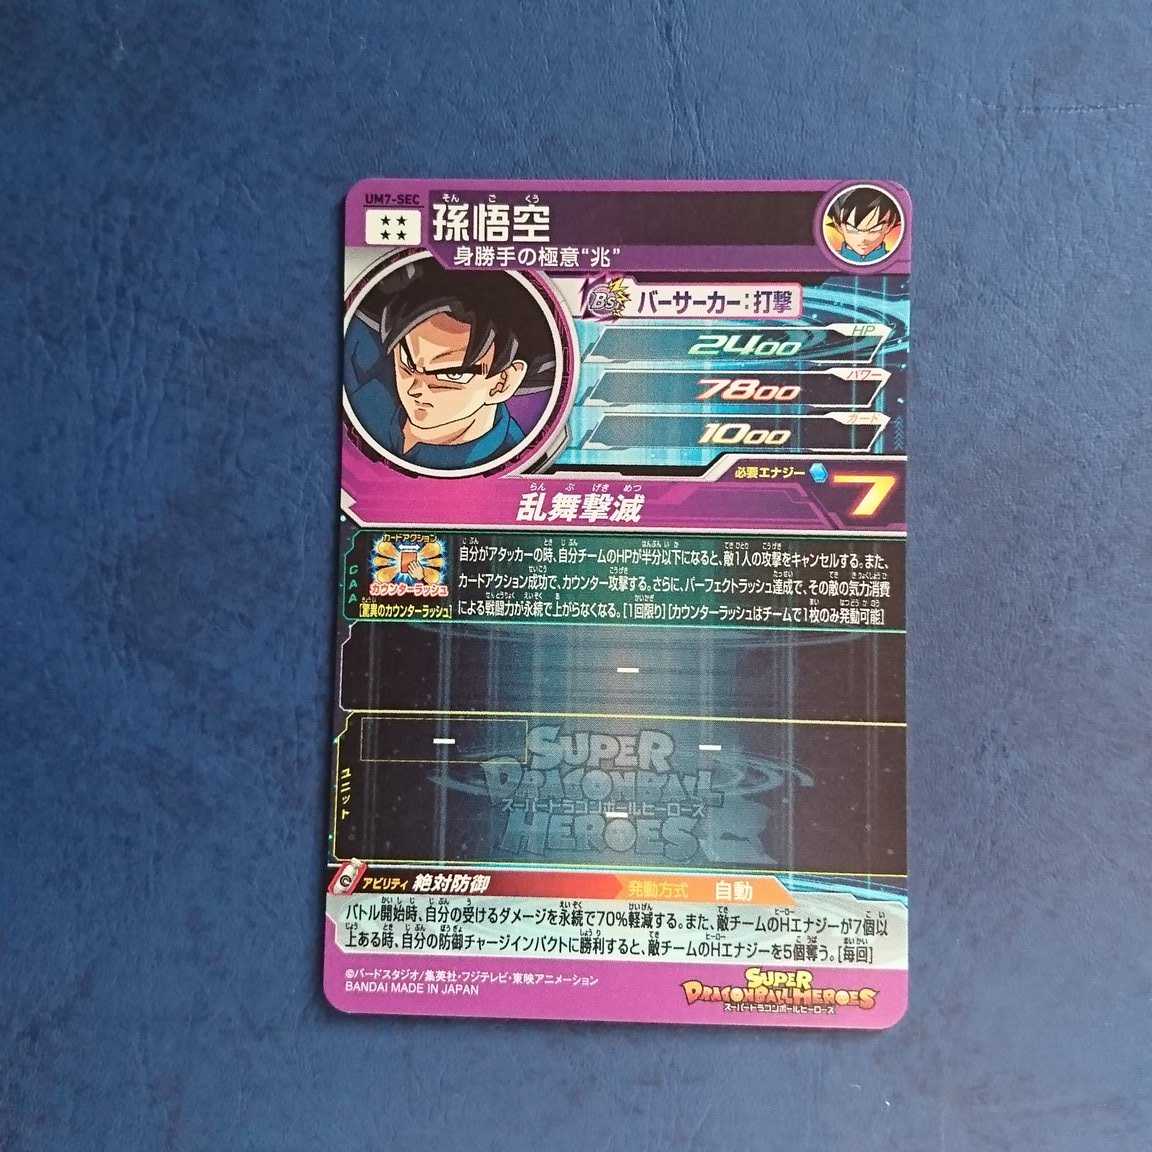 UM7-SEC
★★
★★
そん ご くう
孫悟空
身勝手の極意“兆”
Bs
バーサーカー:打撃
HP
2400
パワー
7800
ガード
1000
必要エナジー
7
らん ぶ げき めつ
乱舞撃滅
CAA
カードアクション
カウンターラッシュ
[驚異のカウンターラッシュ]
自分がアタッカーの時、自分チームのHPが半分以下になると、敵1人の攻撃をキャンセルする。また、
カードアクション成功で、カウンター攻撃する。さらに、パーフェクトラッシュ達成で、その敵の気力消費
による戦闘力が永続で上がらなくなる。[1回限り][カウンターラッシュはチームで1枚のみ発動可能]
ー
ユニット
ー ー
ー
SUPER
DRAGONBALL
スーパードラゴンボールヒーローズ
HEROES
アビリティ 絶対防御
発動方式 自動
バトル開始時、自分の受けるダメージを永続で70%軽減する。また、敵チームのHエナジーが7個以
上ある時、自分の防御チャージインパクトに勝利すると、敵チームのHエナジーを5個奪う。[毎回]
©バードスタジオ/集英社・フジテレビ・東映アニメーション
BANDAI MADE IN JAPAN
SUPER
DRAGONBALL HEROES
スーパードラゴンボールヒーローズ